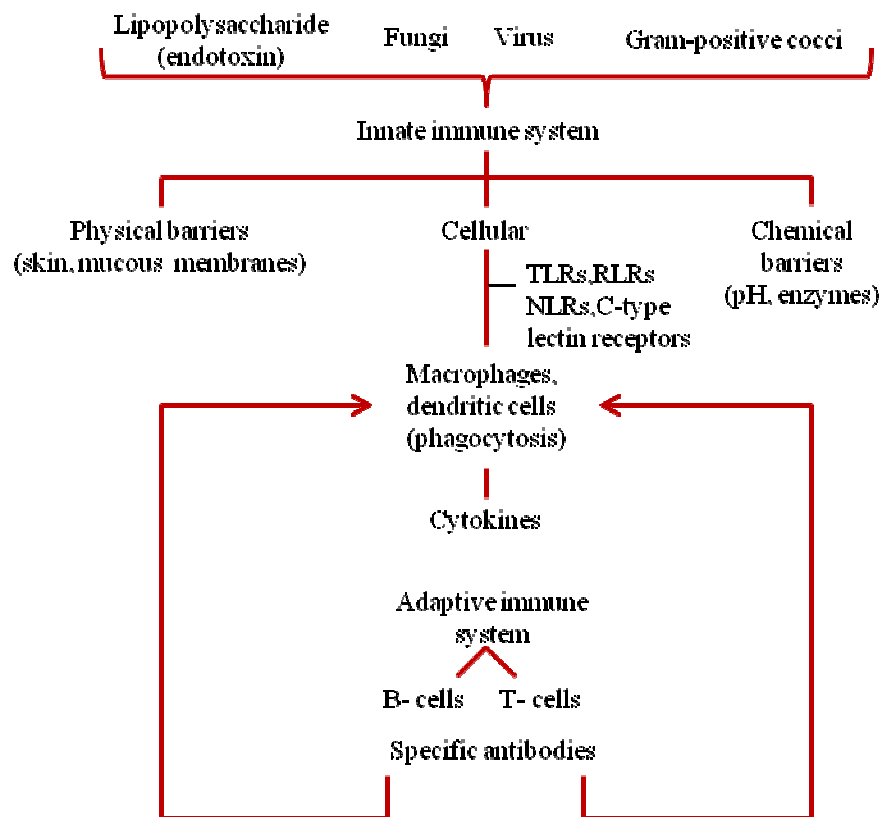 Lipopolysaccharide
(endotoxin)
Fungi
Virus
Gram-positive cocci
Innate immune system
Physical barriers
(skin, mucous membranes)
Cellular
Chemical
barriers
(pH, enzymes)
TLRs,RLRs
NLRs,C-type
lectin receptors
Macrophages,
dendritic cells
(phagocytosis)
Cytokines
Adaptive immune
system
B- cells T- cells
Specific antibodies